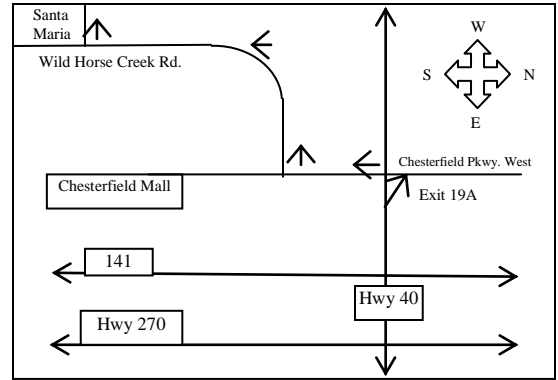 Santa
Maria
Wild Horse Creek Rd.
W
S
N
E
Chesterfield Pkwy. West
Chesterfield Mall
Exit 19A
141
Hwy 40
Hwy 270